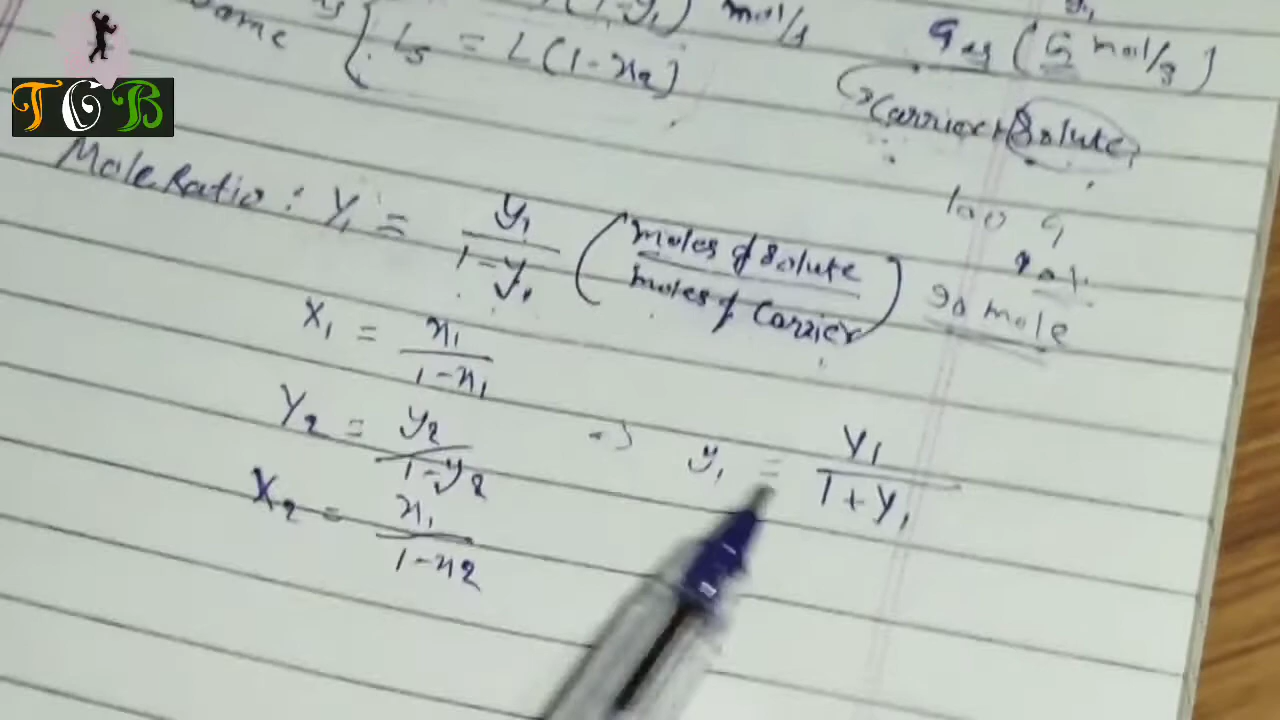 mol/s
Ls = L(1-x2)
Gas (G mol/s)
Carrier + Solute
TGB
Mole Ratio : Y1 = y1 / 1-y1 (moles of Solute / moles of Carrier)
100 G
90 mole
X1 = x1 / 1-x1
Y2 = y2 / 1-y2 => y1 = Y1 / 1+Y1
X2 = x1 / 1-x2